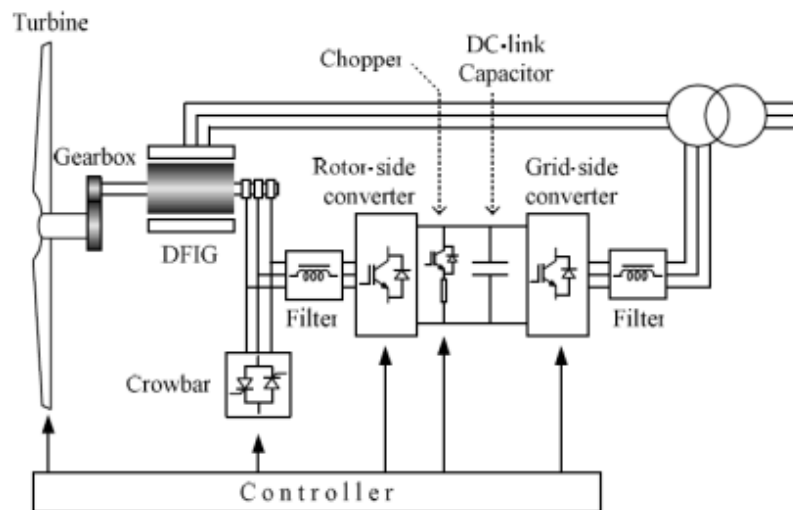 Turbine
Chopper
DC-link
Capacitor
Gearbox
Rotor-side
converter
Grid-side
converter
DFIG
Filter
Filter
Crowbar
Controller